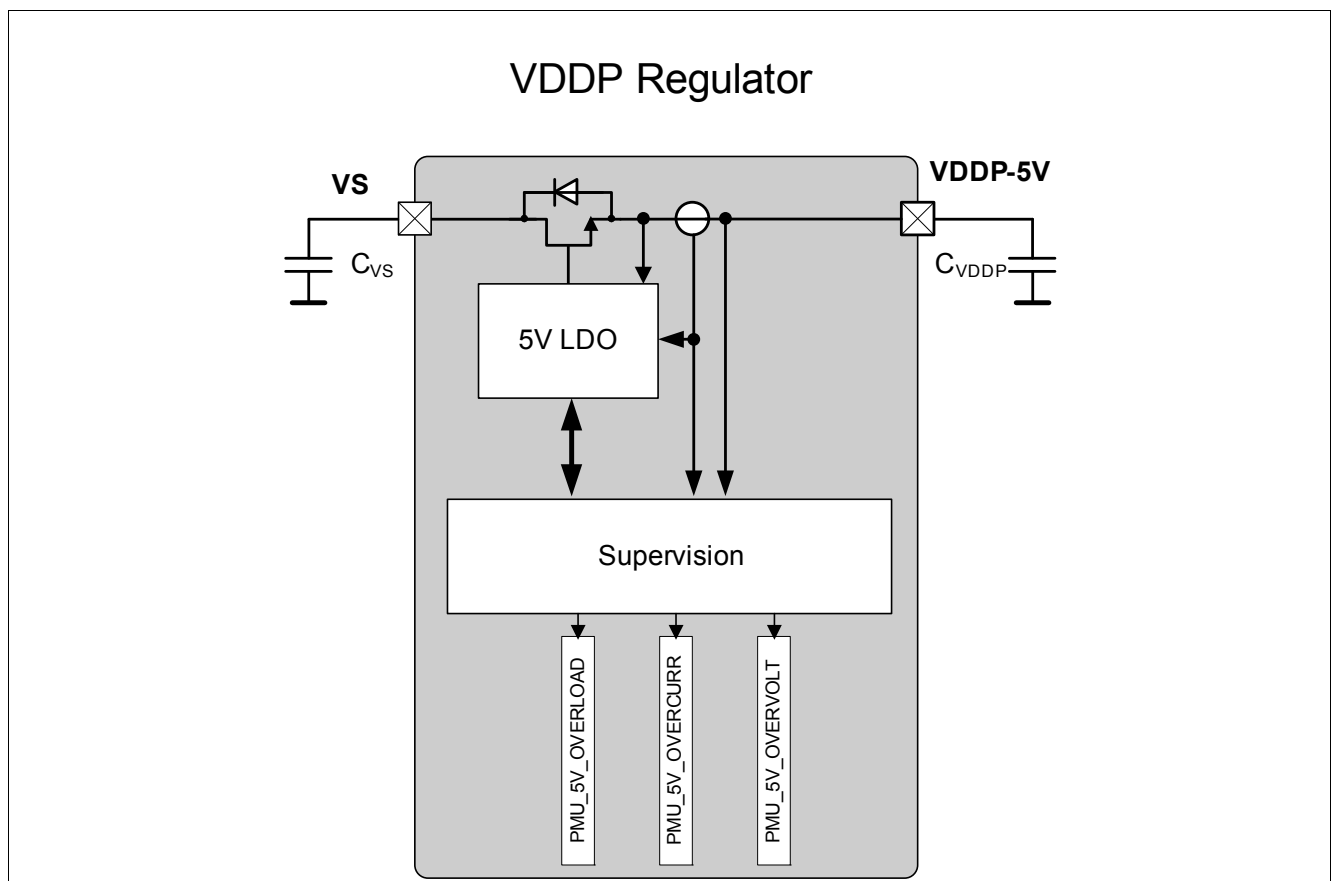 VDDP Regulator
VS
VDDP-5V
CVS
CVDDP
5V LDO
Supervision
PMU_5V_OVERLOAD
PMU_5V_OVERCURR
PMU_5V_OVERVOLT